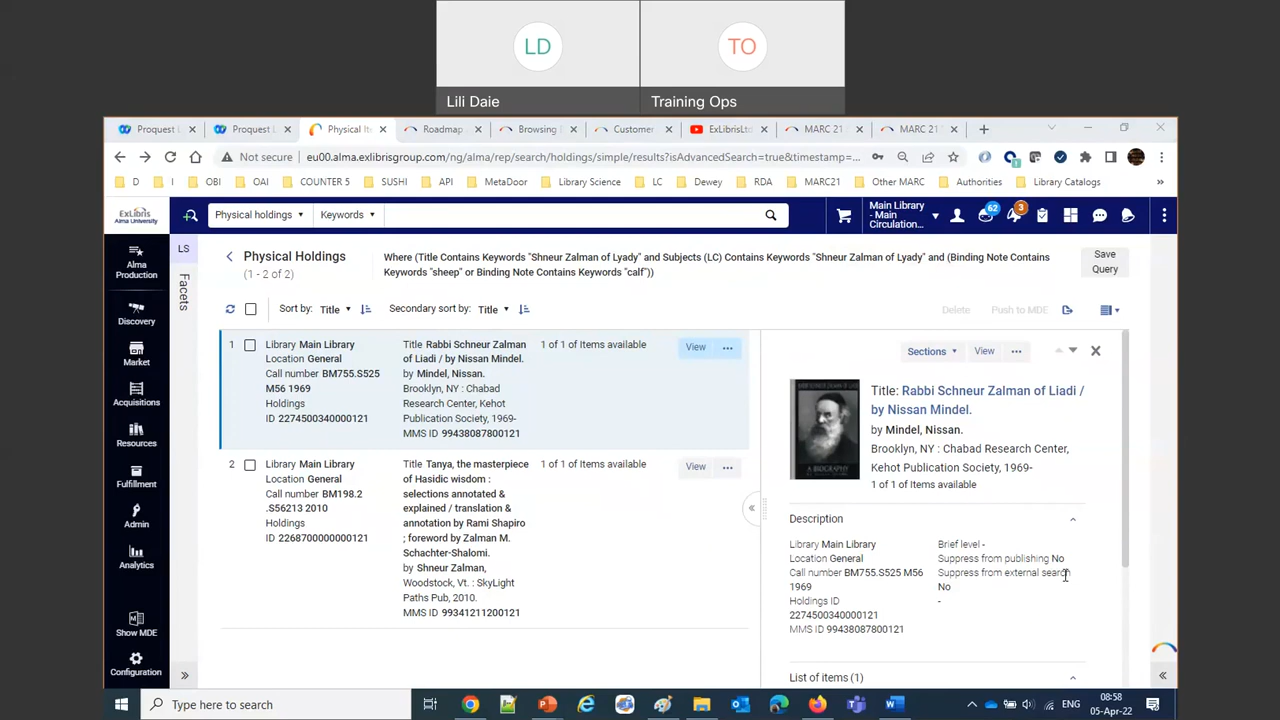 LD
TO
Lili Daie
Training Ops
Proquest L
Proquest L
Physical Ite
Roadmap
Browsing E
Customer
ExLibrisLtd
MARC 21 f
MARC 21
Not secure
eu00.alma.exlibrisgroup.com/ng/alma/rep/search/holdings/simple/results?isAdvancedSearch=true&timestamp=...
D
I
OBI
OAI
COUNTER 5
SUSHI
API
MetaDoor
Library Science
LC
Dewey
RDA
MARC21
Other MARC
Authorities
Library Catalogs
»
ExLibris
Alma University
Physical holdings
Keywords
Main Library
- Main
Circulation...
62
3
Alma
Production
Discovery
Market
Acquisitions
Resources
Fulfillment
Admin
Analytics
Show MDE
Configuration
LS
Facets
Physical Holdings
(1 - 2 of 2)
Where (Title Contains Keywords "Shneur Zalman of Lyady" and Subjects (LC) Contains Keywords "Shneur Zalman of Lyady" and (Binding Note Contains
Keywords "sheep" or Binding Note Contains Keywords "calf"))
Save
Query
Sort by: Title
Secondary sort by: Title
Delete
Push to MDE
1
Library Main Library
Location General
Call number BM755.S525
M56 1969
Holdings
ID 2274500340000121
Title Rabbi Schneur Zalman
of Liadi / by Nissan Mindel.
by Mindel, Nissan.
Brooklyn, NY : Chabad
Research Center, Kehot
Publication Society, 1969-
MMS ID 99438087800121
1 of 1 of Items available
View
2
Library Main Library
Location General
Call number BM198.2
.S56213 2010
Holdings
ID 2268700000000121
Title Tanya, the masterpiece
of Hasidic wisdom :
selections annotated &
explained / translation &
annotation by Rami Shapiro
; foreword by Zalman M.
Schachter-Shalomi.
by Shneur Zalman,
Woodstock, Vt. : SkyLight
Paths Pub, 2010.
MMS ID 99341211200121
1 of 1 of Items available
View
Sections
View
A BIOGRAPHY
Title: Rabbi Schneur Zalman of Liadi /
by Nissan Mindel.
by Mindel, Nissan.
Brooklyn, NY : Chabad Research Center,
Kehot Publication Society, 1969-
1 of 1 of Items available
Description
Library Main Library
Location General
Call number BM755.S525 M56
1969
Holdings ID
2274500340000121
MMS ID 99438087800121
Brief level -
Suppress from publishing No
Suppress from external search
No
-
List of items (1)
Type here to search
ENG
08:58
05-Apr-22